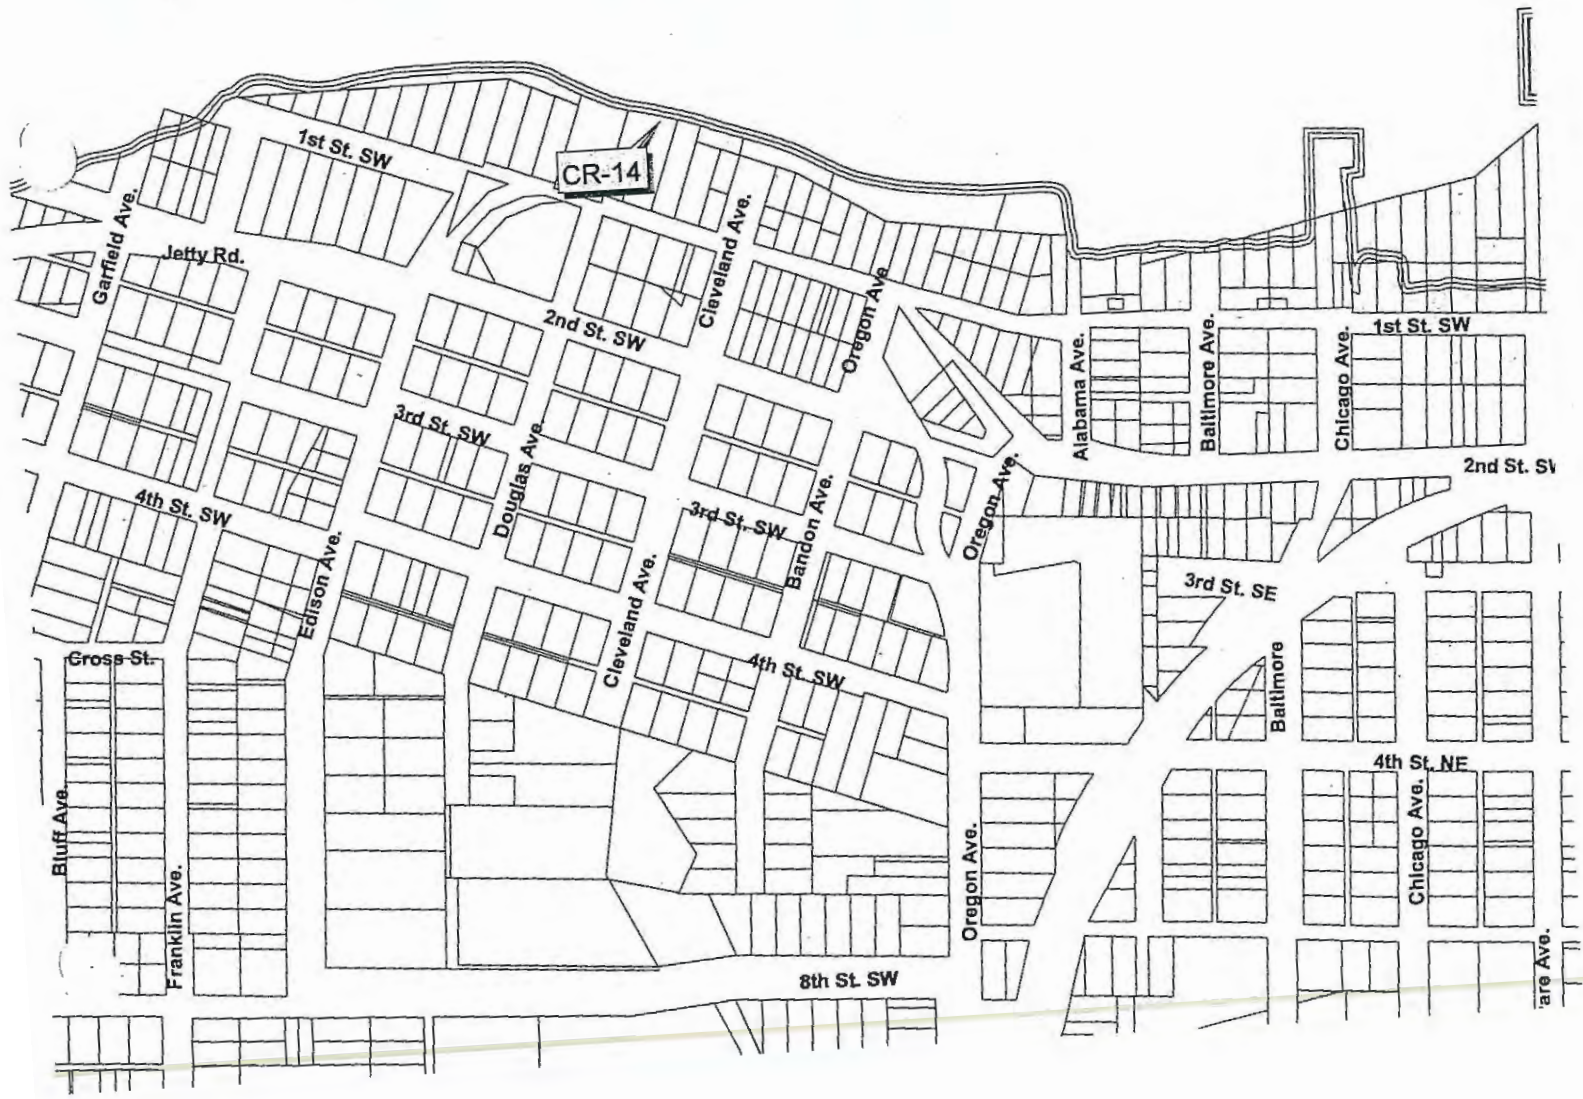 1st St. SW
CR-14
Garfield Ave.
Jetty Rd.
Cleveland Ave.
2nd St. SW
Oregon Ave
Alabama Ave.
Baltimore Ave.
Chicago Ave.
1st St. SW
3rd St. SW
Douglas Ave.
2nd St.
4th St. SW
Edison Ave.
3rd St. SW
Bandon Ave.
Oregon Ave.
Cleveland Ave.
3rd St. SE
Cross St.
4th St. SW
Baltimore
4th St. NE
Bluff Ave.
Franklin Ave.
Oregon Ave.
Chicago Ave.
8th St. SW
are Ave.